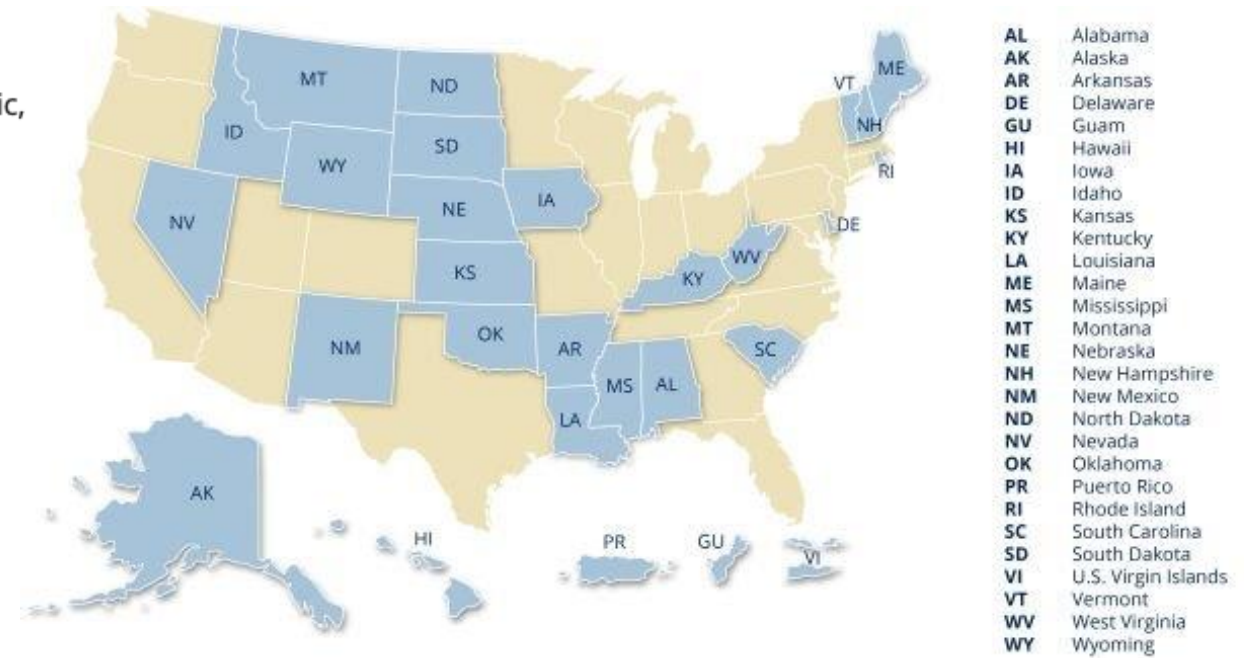 ic,
MT
ND
ME
VT
ID
SD
NH
WY
RI
IA
NV
NE
DE
WV
KS
KY
NM
OK
AR
SC
MS
AL
LA
AK
HI
PR
GU
VI
AL Alabama
AK Alaska
AR Arkansas
DE Delaware
GU Guam
HI Hawaii
IA Iowa
ID Idaho
KS Kansas
KY Kentucky
LA Louisiana
ME Maine
MS Mississippi
MT Montana
NE Nebraska
NH New Hampshire
NM New Mexico
ND North Dakota
NV Nevada
OK Oklahoma
PR Puerto Rico
RI Rhode Island
SC South Carolina
SD South Dakota
VI U.S. Virgin Islands
VT Vermont
WV West Virginia
WY Wyoming